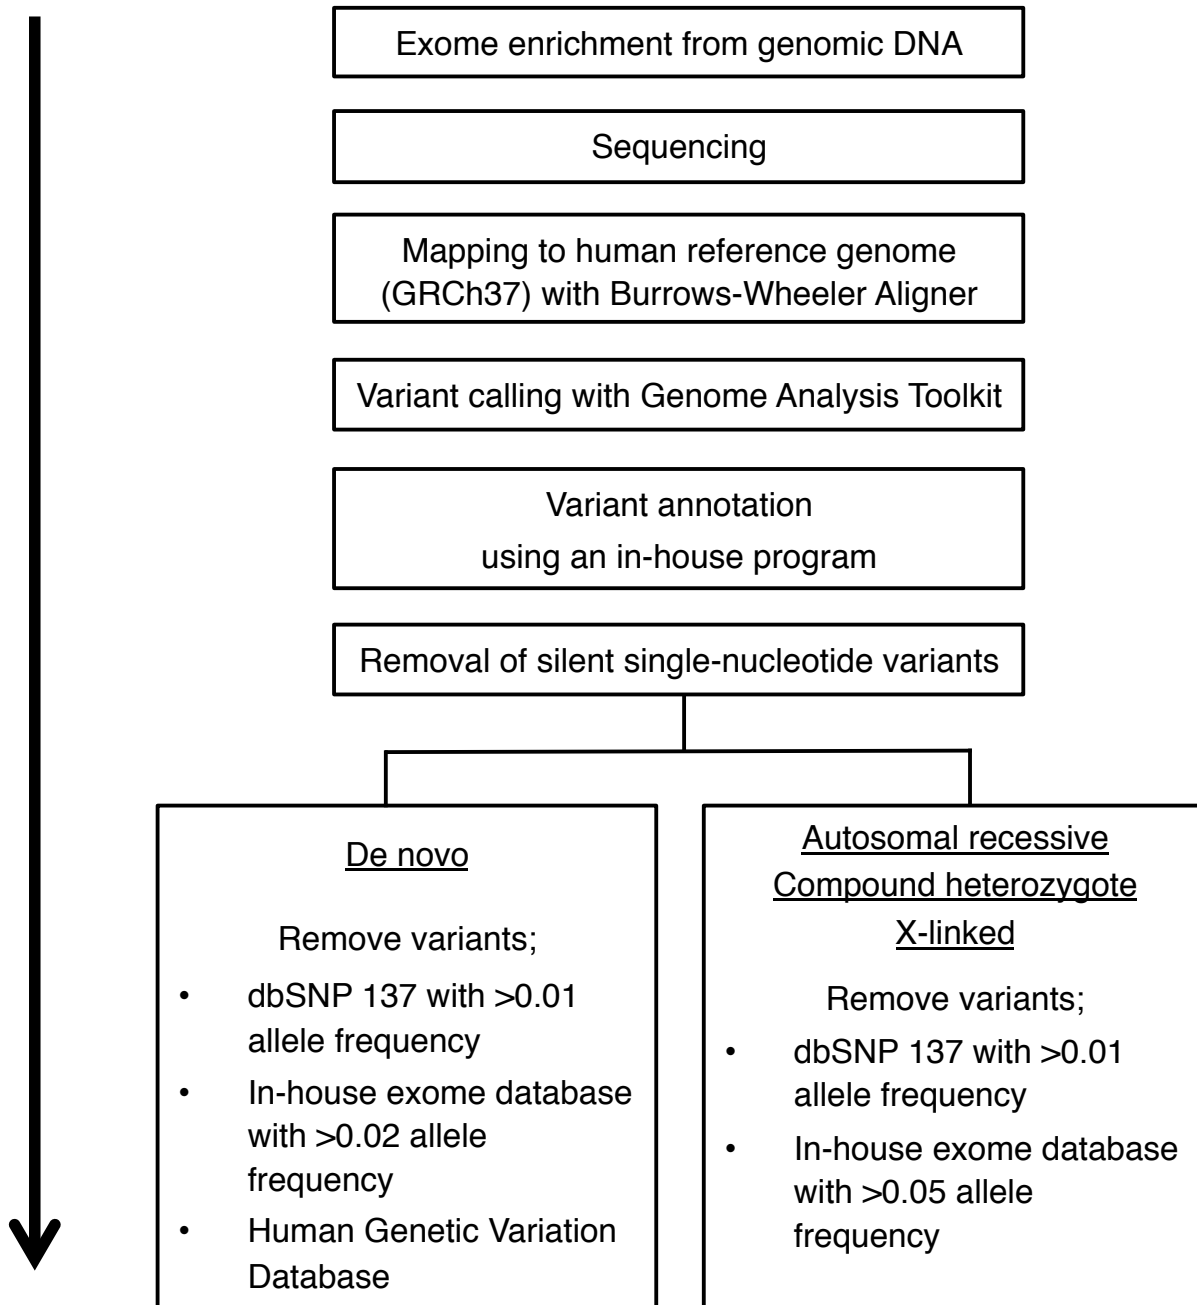 Exome enrichment from genomic DNA
Sequencing
Mapping to human reference genome
(GRCh37) with Burrows-Wheeler Aligner
Variant calling with Genome Analysis Toolkit
Variant annotation
using an in-house program
Removal of silent single-nucleotide variants
De novo
Remove variants;
• dbSNP 137 with >0.01
allele frequency
• In-house exome database
with >0.02 allele
frequency
• Human Genetic Variation
Database
Autosomal recessive
Compound heterozygote
X-linked
Remove variants;
• dbSNP 137 with >0.01
allele frequency
• In-house exome database
with >0.05 allele
frequency